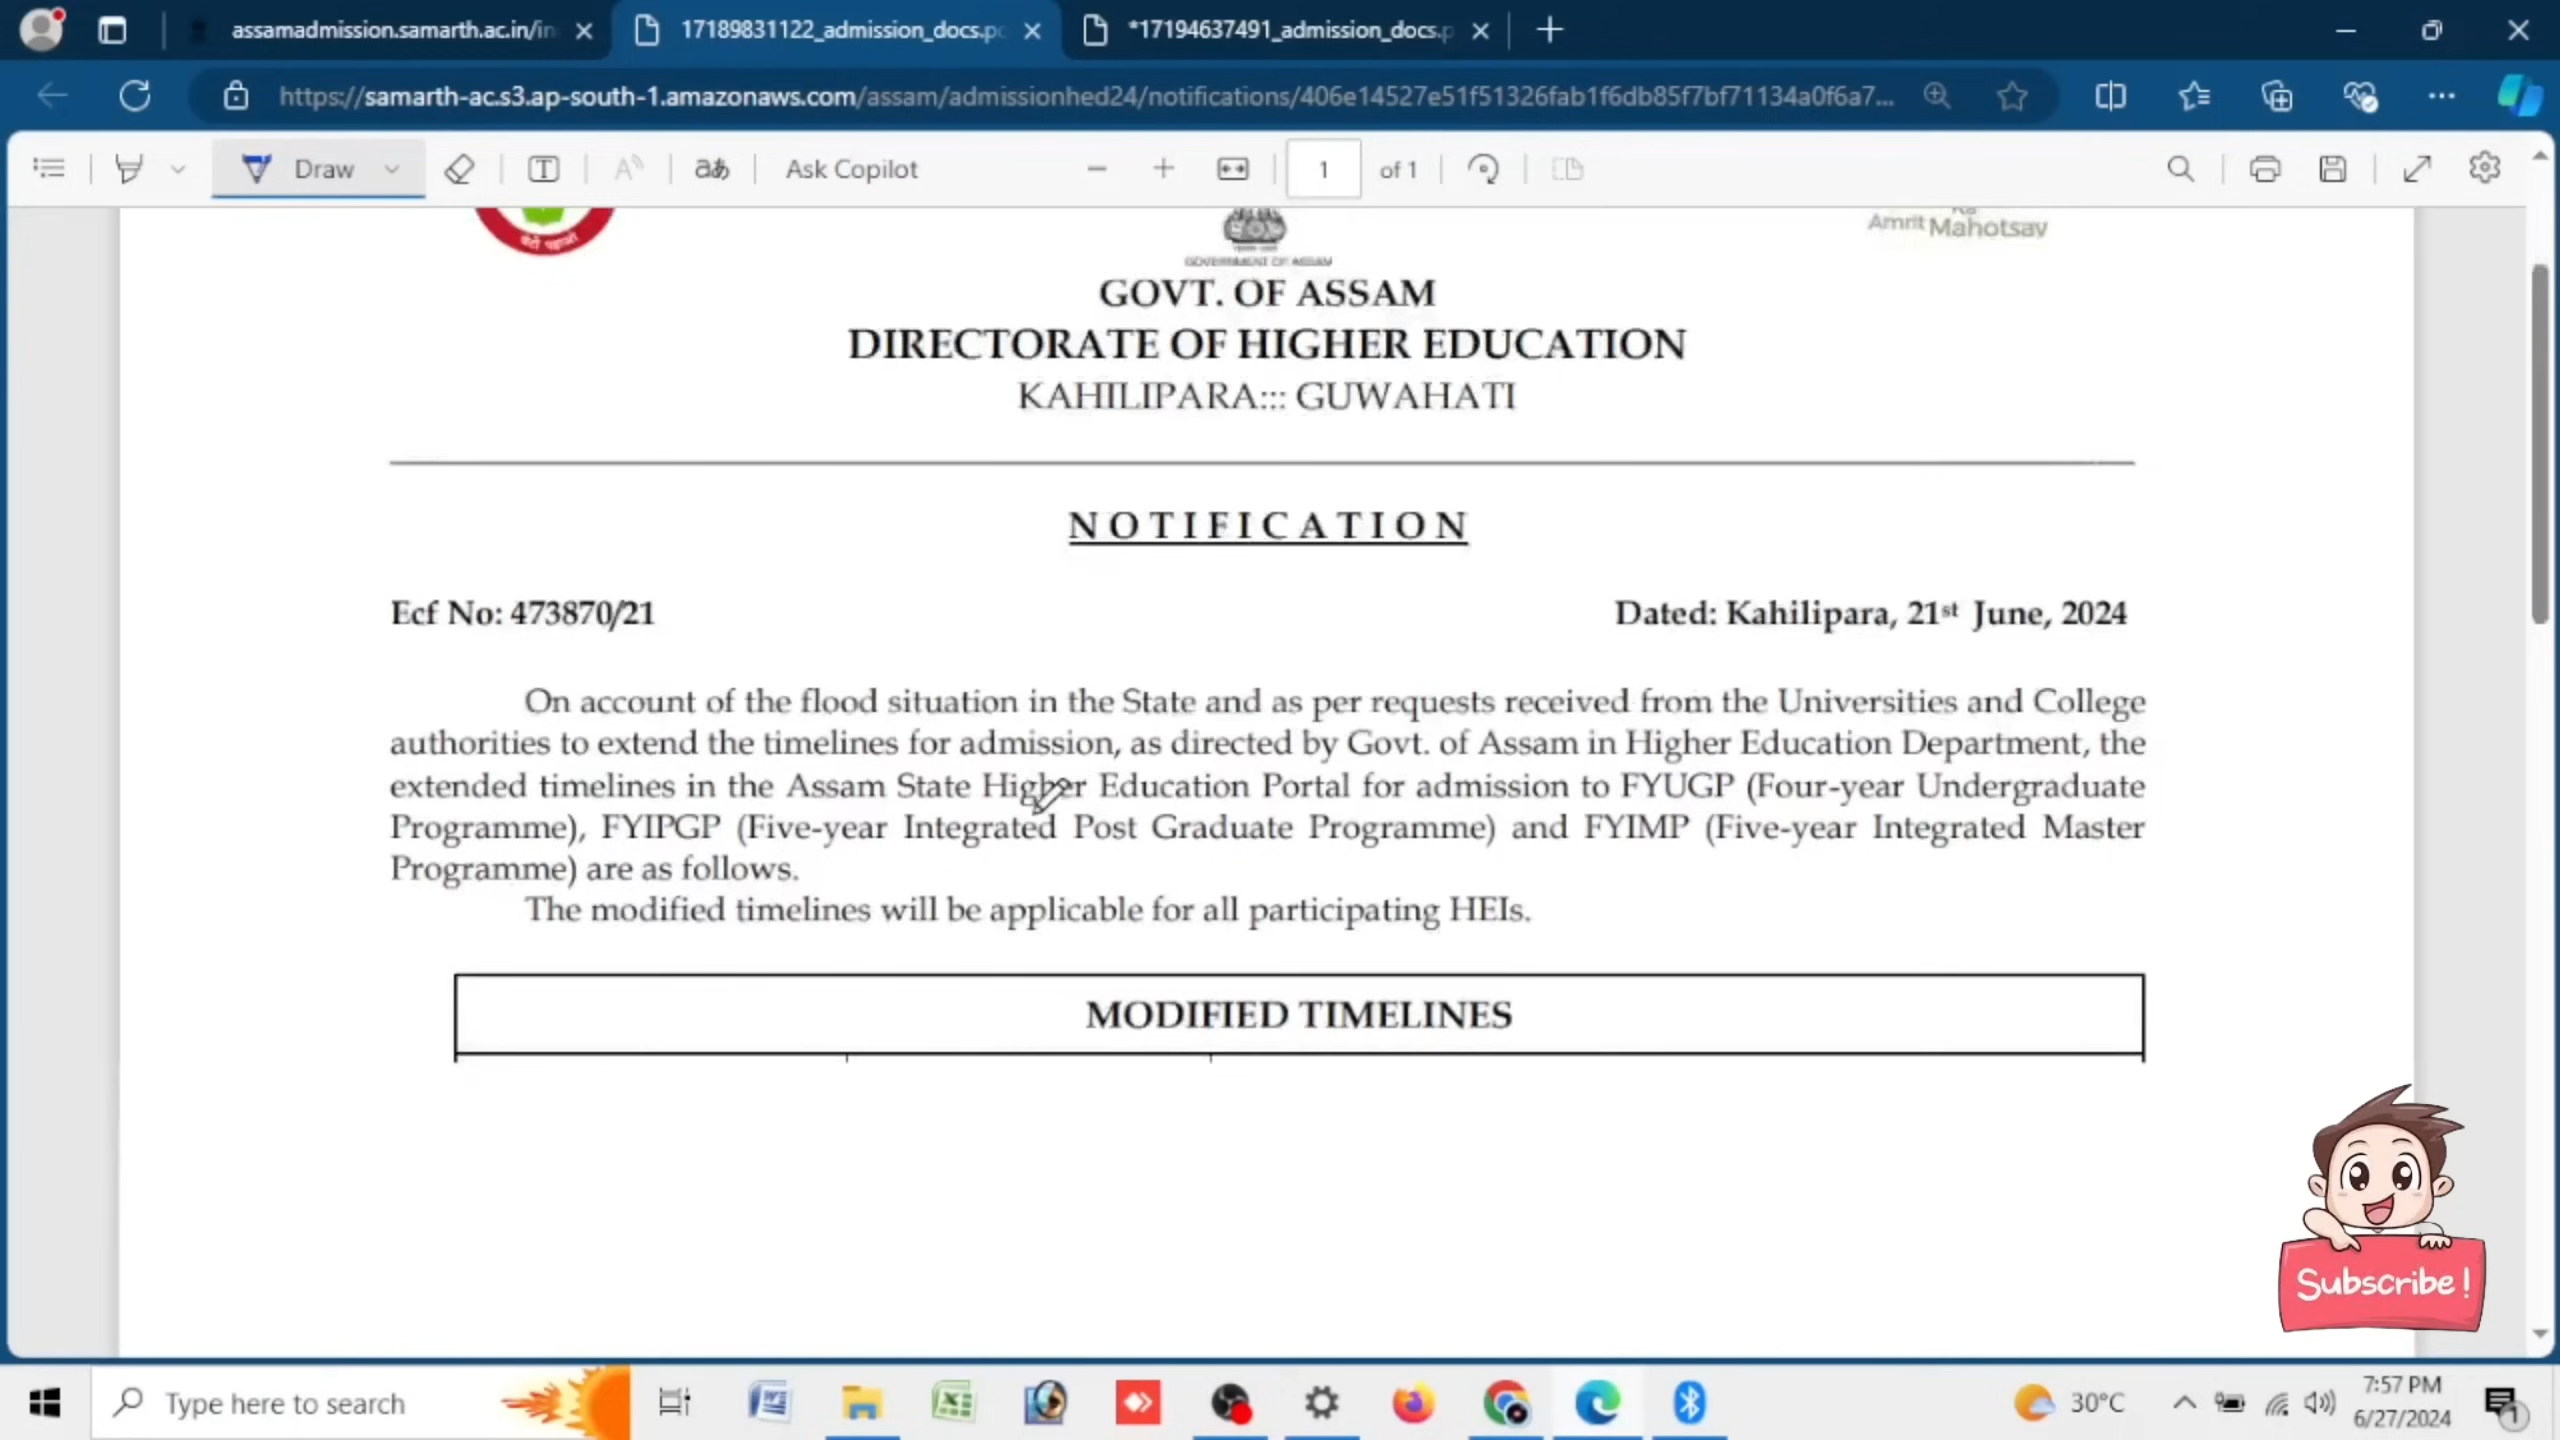 assamadmission.samarth.ac.in/in
17189831122_admission_docs.p
*17194637491_admission_docs.p
https://samarth-ac.s3.ap-south-1.amazonaws.com/assam/admissionhed24/notifications/406e14527e51f51326fab1f6db85f7bf71134a0f6a7...
Draw
Ask Copilot
1 of 1
बेटी पढ़ाओ
Amrit Mahotsav
GOVERNMENT OF ASSAM
GOVT. OF ASSAM
DIRECTORATE OF HIGHER EDUCATION
KAHILIPARA::: GUWAHATI
NOTIFICATION
Ecf No: 473870/21 Dated: Kahilipara, 21st June, 2024
On account of the flood situation in the State and as per requests received from the Universities and College
authorities to extend the timelines for admission, as directed by Govt. of Assam in Higher Education Department, the
extended timelines in the Assam State Higher Education Portal for admission to FYUGP (Four-year Undergraduate
Programme), FYIPGP (Five-year Integrated Post Graduate Programme) and FYIMP (Five-year Integrated Master
Programme) are as follows.
The modified timelines will be applicable for all participating HEIs.
MODIFIED TIMELINES
Subscribe!
Type here to search
30°C
7:57 PM
6/27/2024
1